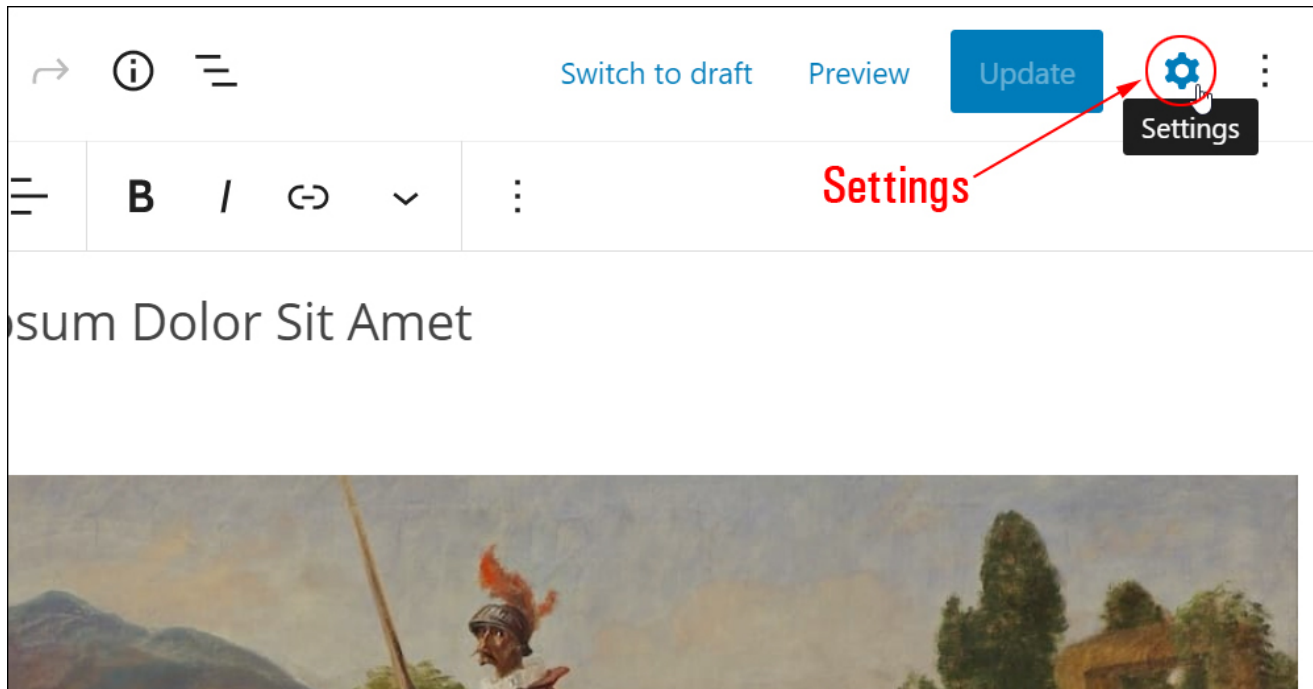 Switch to draft Preview Update
Settings
Settings
B I
osum Dolor Sit Amet